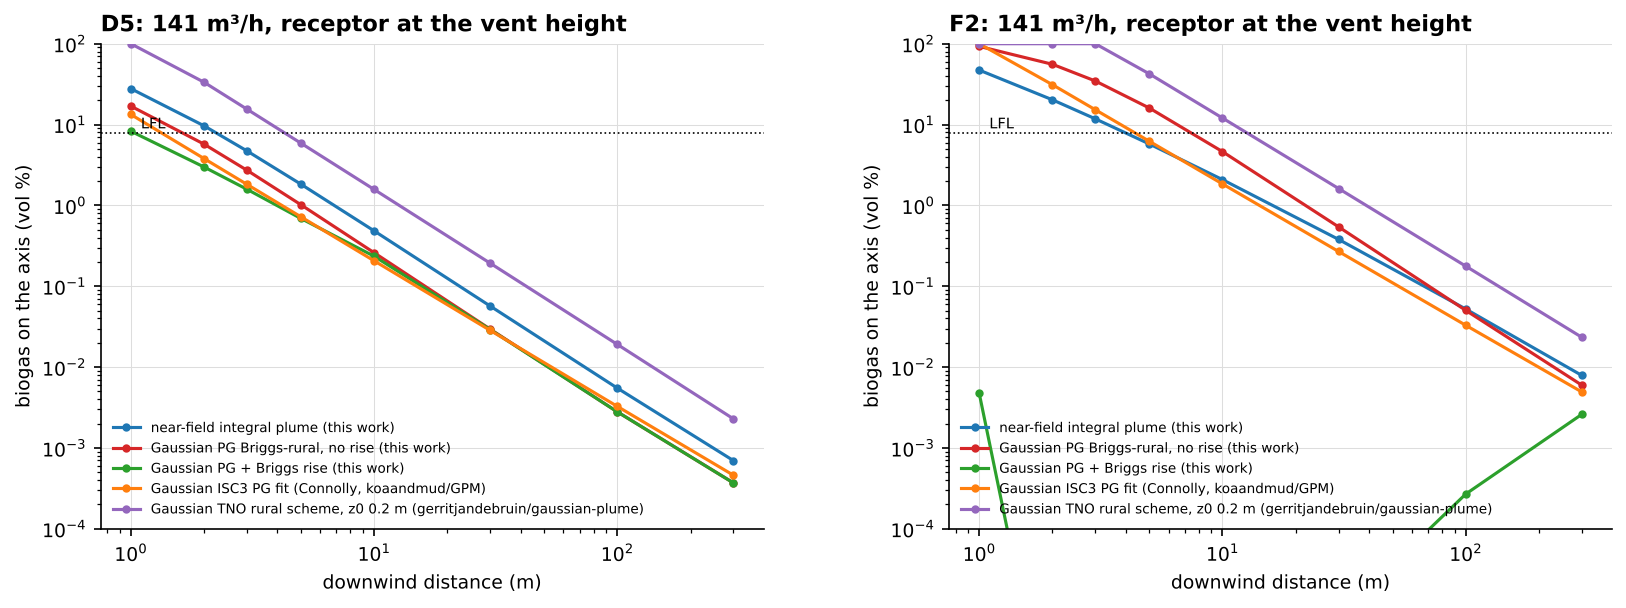 D5: 141 m³/h, receptor at the vent height
10²
10¹
10⁰
10⁻¹
10⁻²
10⁻³
10⁻⁴
biogas on the axis (vol %)
LFL
near-field integral plume (this work)
Gaussian PG Briggs-rural, no rise (this work)
Gaussian PG + Briggs rise (this work)
Gaussian ISC3 PG fit (Connolly, koaandmud/GPM)
Gaussian TNO rural scheme, z0 0.2 m (gerritjandebruin/gaussian-plume)
10⁰ 10¹ 10²
downwind distance (m)
F2: 141 m³/h, receptor at the vent height
10²
10¹
10⁰
10⁻¹
10⁻²
10⁻³
10⁻⁴
biogas on the axis (vol %)
LFL
near-field integral plume (this work)
Gaussian PG Briggs-rural, no rise (this work)
Gaussian PG + Briggs rise (this work)
Gaussian ISC3 PG fit (Connolly, koaandmud/GPM)
Gaussian TNO rural scheme, z0 0.2 m (gerritjandebruin/gaussian-plume)
10⁰ 10¹ 10²
downwind distance (m)